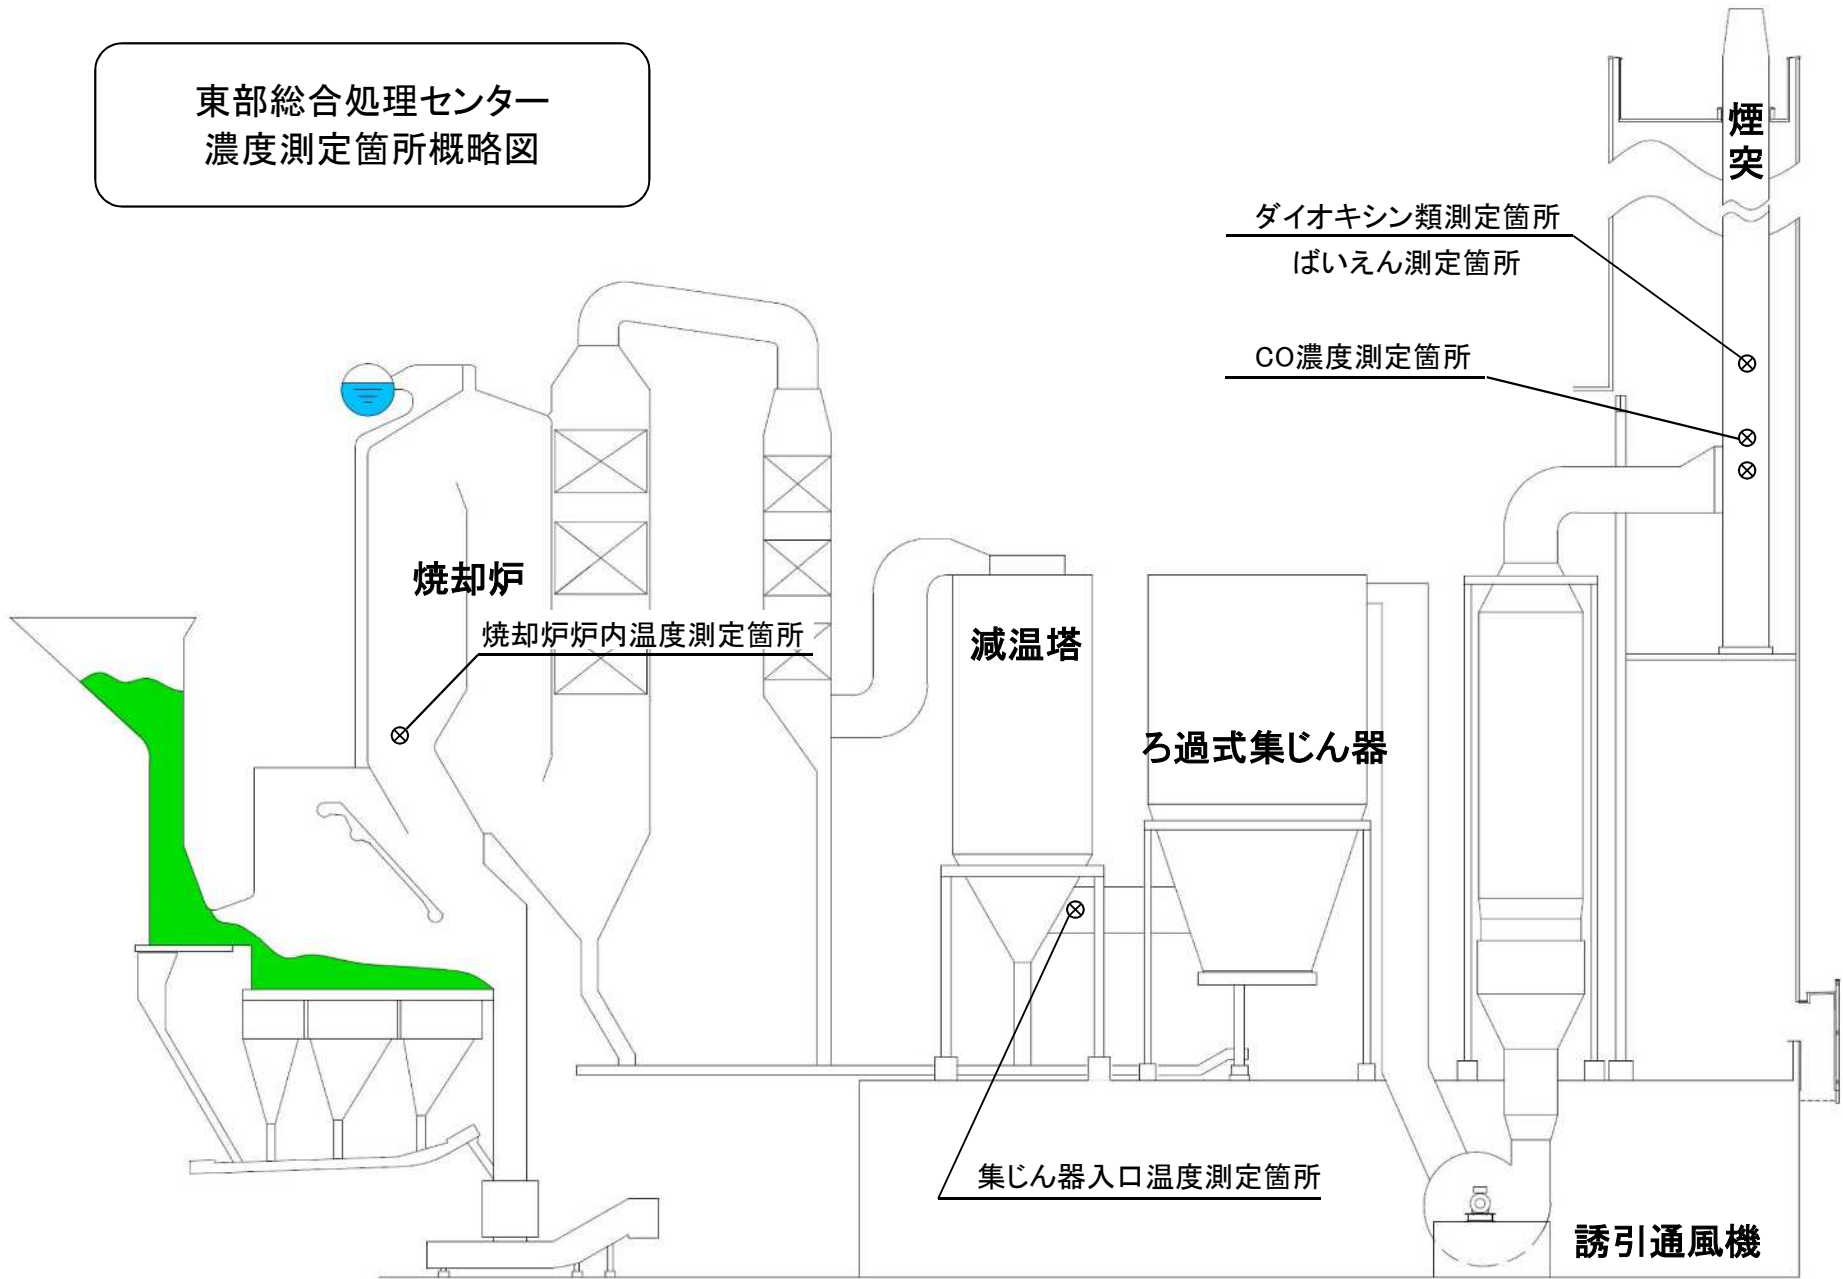 東部総合処理センター
濃度測定箇所概略図
煙突
ダイオキシン類測定箇所
ばいえん測定箇所
CO濃度測定箇所
焼却炉
焼却炉炉内温度測定箇所
減温塔
ろ過式集じん器
集じん器入口温度測定箇所
誘引通風機